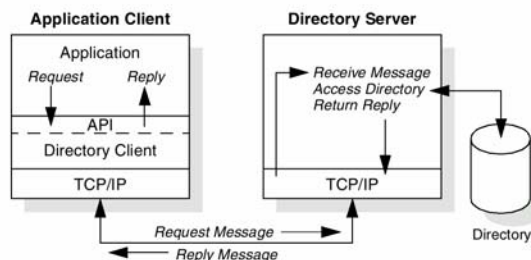 Application Client
Directory Server
Application
Request
Reply
API
Directory Client
TCP/IP
Receive Message
Access Directory
Return Reply
TCP/IP
Directory
Request Message
Reply Message